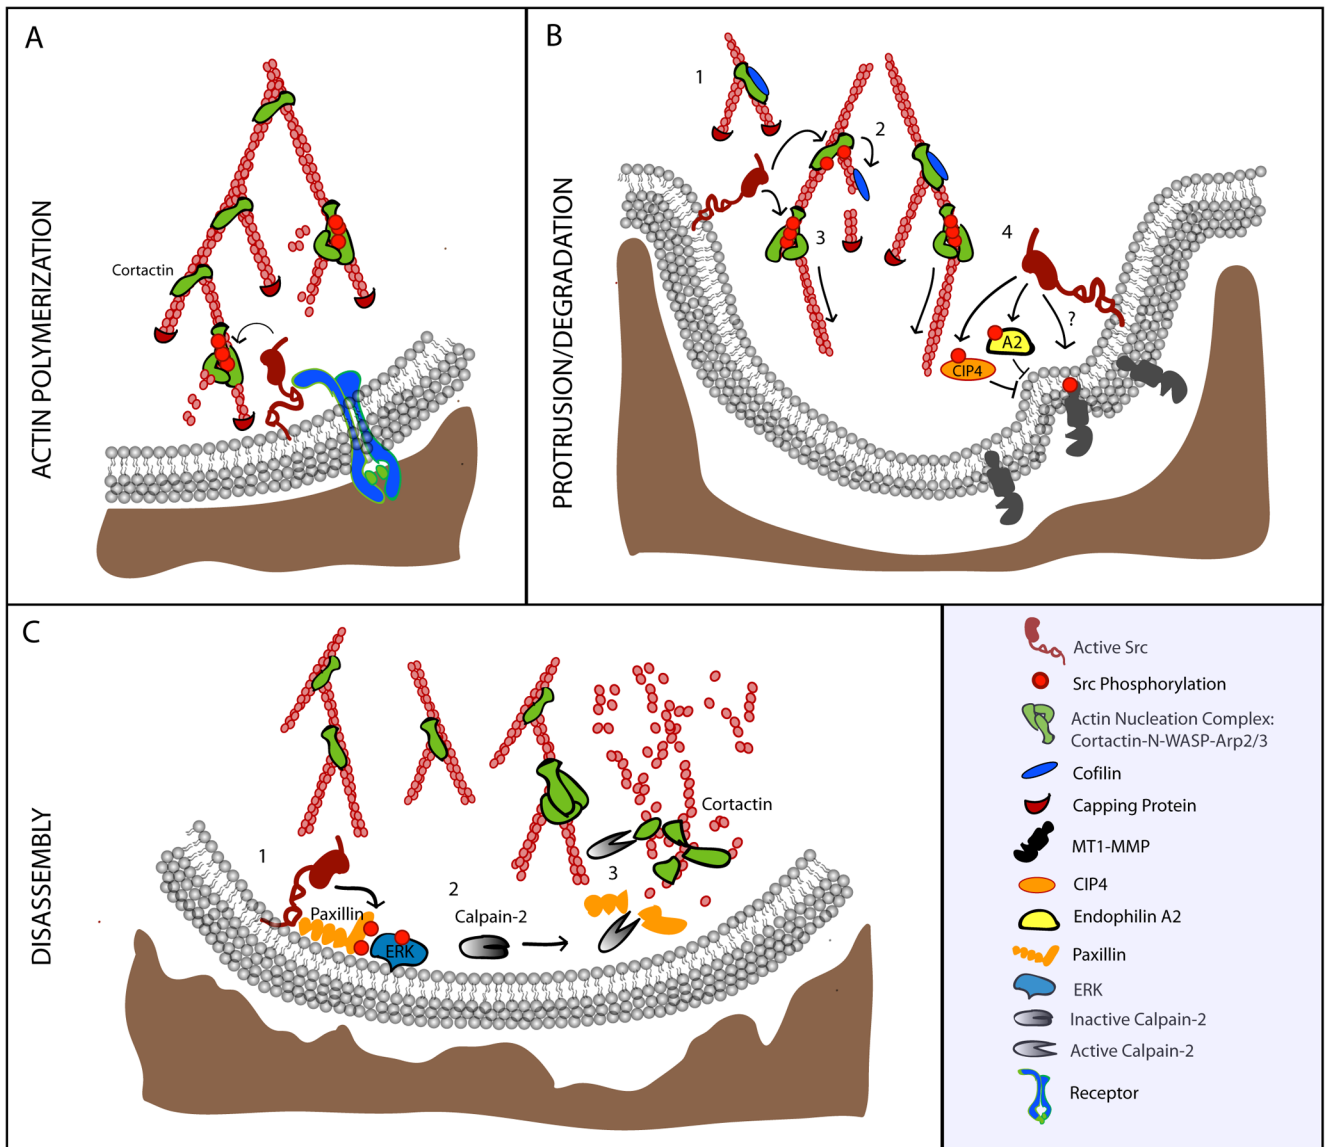 A
ACTIN POLYMERIZATION
Cortactin
B
PROTRUSION/DEGRADATION
1
2
3
4
?
A2
CIP4
C
DISASSEMBLY
1
Paxillin
ERK
2
Calpain-2
3
Cortactin
Active Src
Src Phosphorylation
Actin Nucleation Complex:
Cortactin-N-WASP-Arp2/3
Cofilin
Capping Protein
MT1-MMP
CIP4
Endophilin A2
Paxillin
ERK
Inactive Calpain-2
Active Calpain-2
Receptor